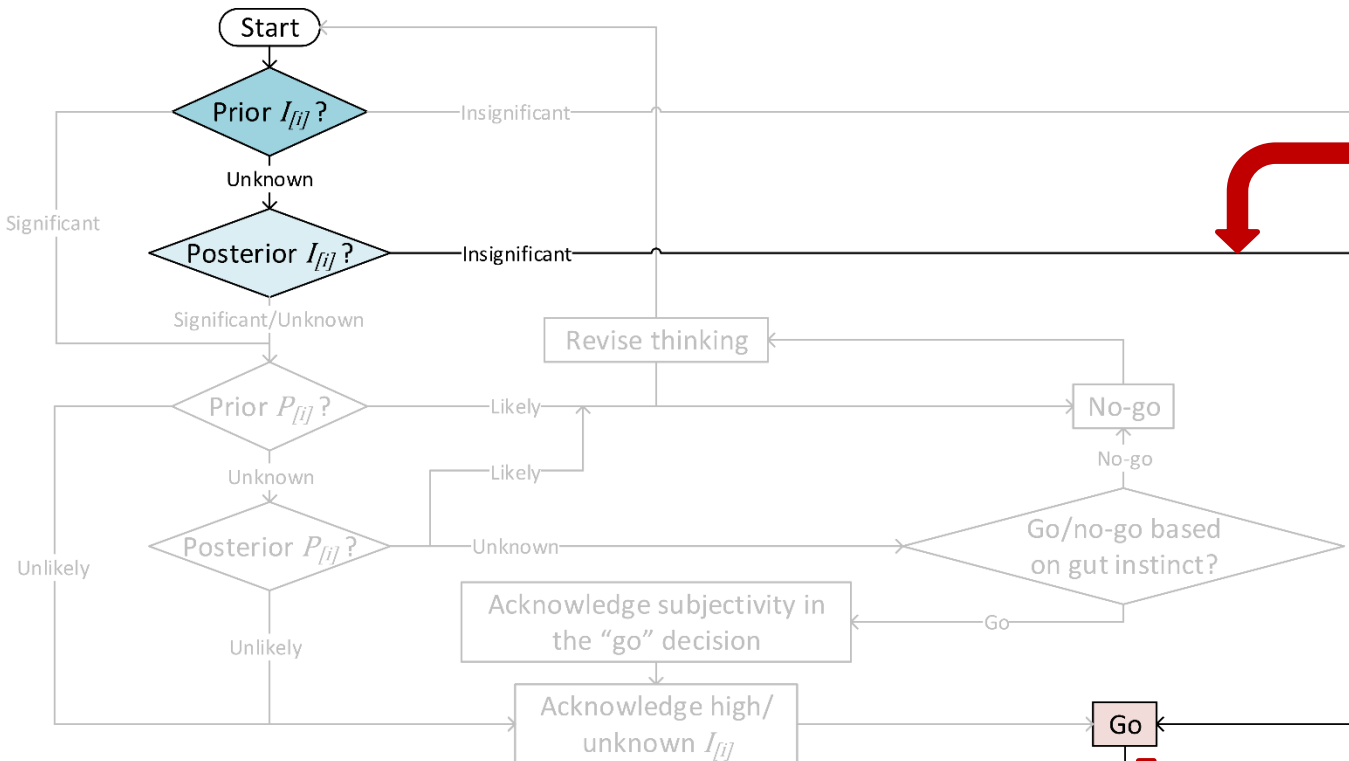 Start
Prior I[i] ?
Insignificant
Unknown
Significant
Posterior I[i] ?
Insignificant
Significant/Unknown
Revise thinking
Prior P[i] ?
Likely
No-go
Unknown
Likely
No-go
Posterior P[i] ?
Unknown
Go/no-go based
on gut instinct?
Unlikely
Acknowledge subjectivity in
the “go” decision
Go
Unlikely
Acknowledge high/
unknown I[i]
Go